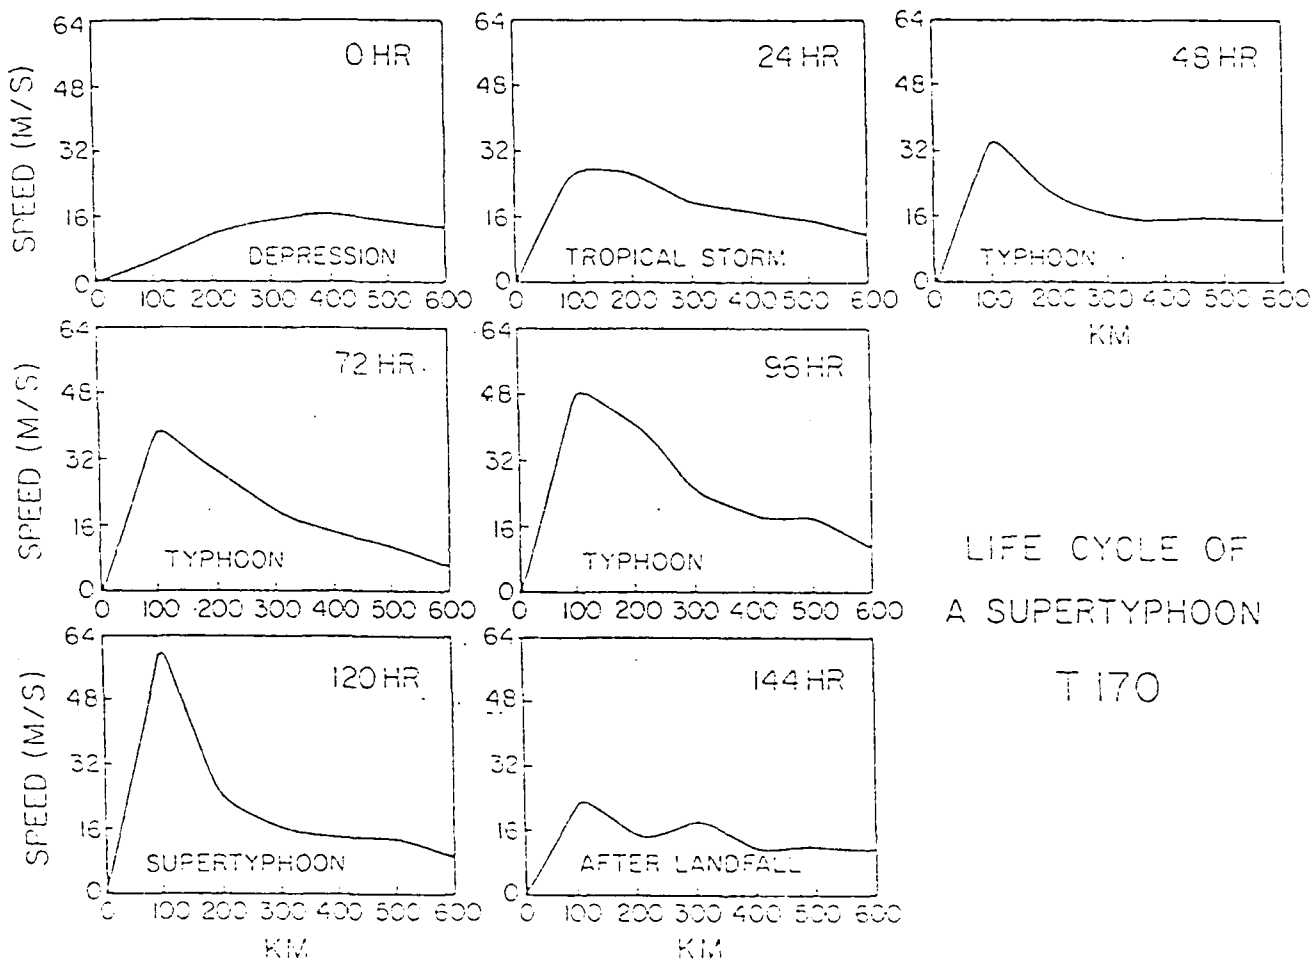 64
48
32
16
0
SPEED (M/S)
0 HR
DEPRESSION
0 100 200 300 400 500 600
64
48
32
16
0
24 HR
TROPICAL STORM
0 100 200 300 400 500 600
64
48
32
16
0
48 HR
TYPHOON
0 100 200 300 400 500 600
KM
64
48
32
16
0
SPEED (M/S)
72 HR
TYPHOON
0 100 200 300 400 500 600
64
48
32
16
0
96 HR
TYPHOON
0 100 200 300 400 500 600
LIFE CYCLE OF
A SUPERTYPHOON
T 170
64
48
32
16
0
SPEED (M/S)
120 HR
SUPERTYPHOON
0 100 200 300 400 500 600
KM
64
48
32
16
0
144 HR
AFTER LANDFALL
0 100 200 300 400 500 600
KM